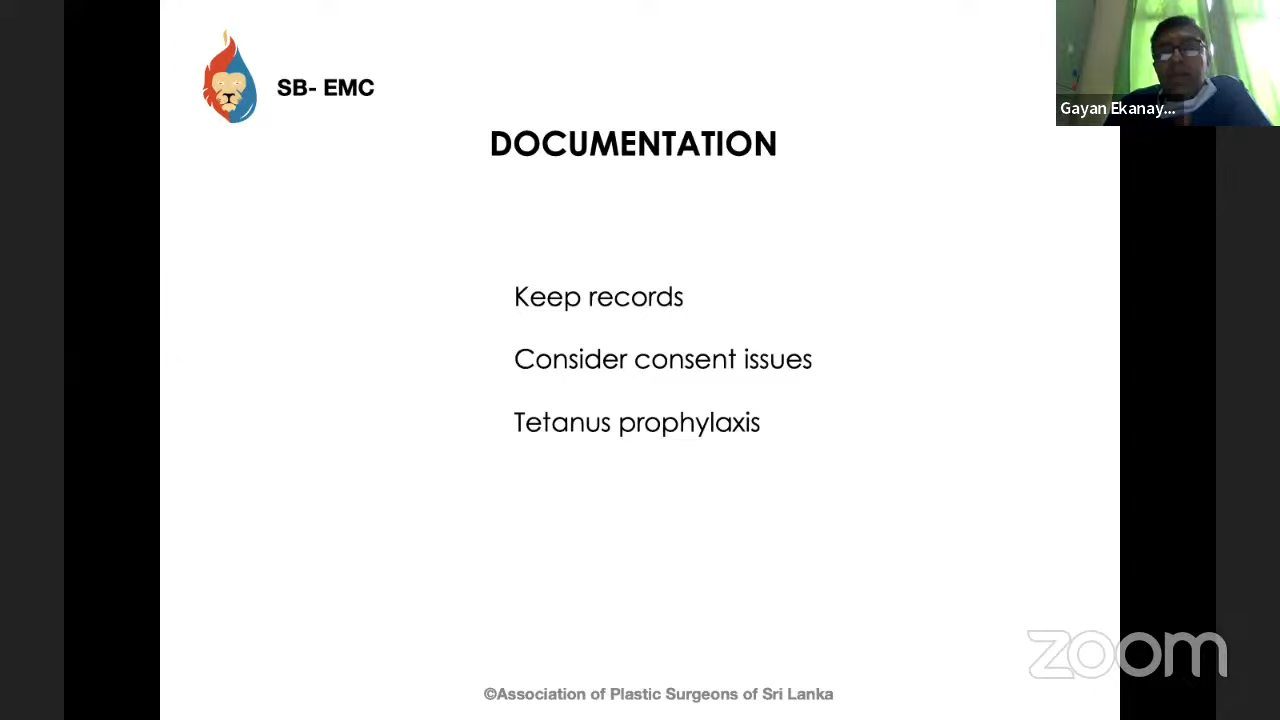 SB- EMC
Gayan Ekanay...
DOCUMENTATION
Keep records
Consider consent issues
Tetanus prophylaxis
zoom
©Association of Plastic Surgeons of Sri Lanka